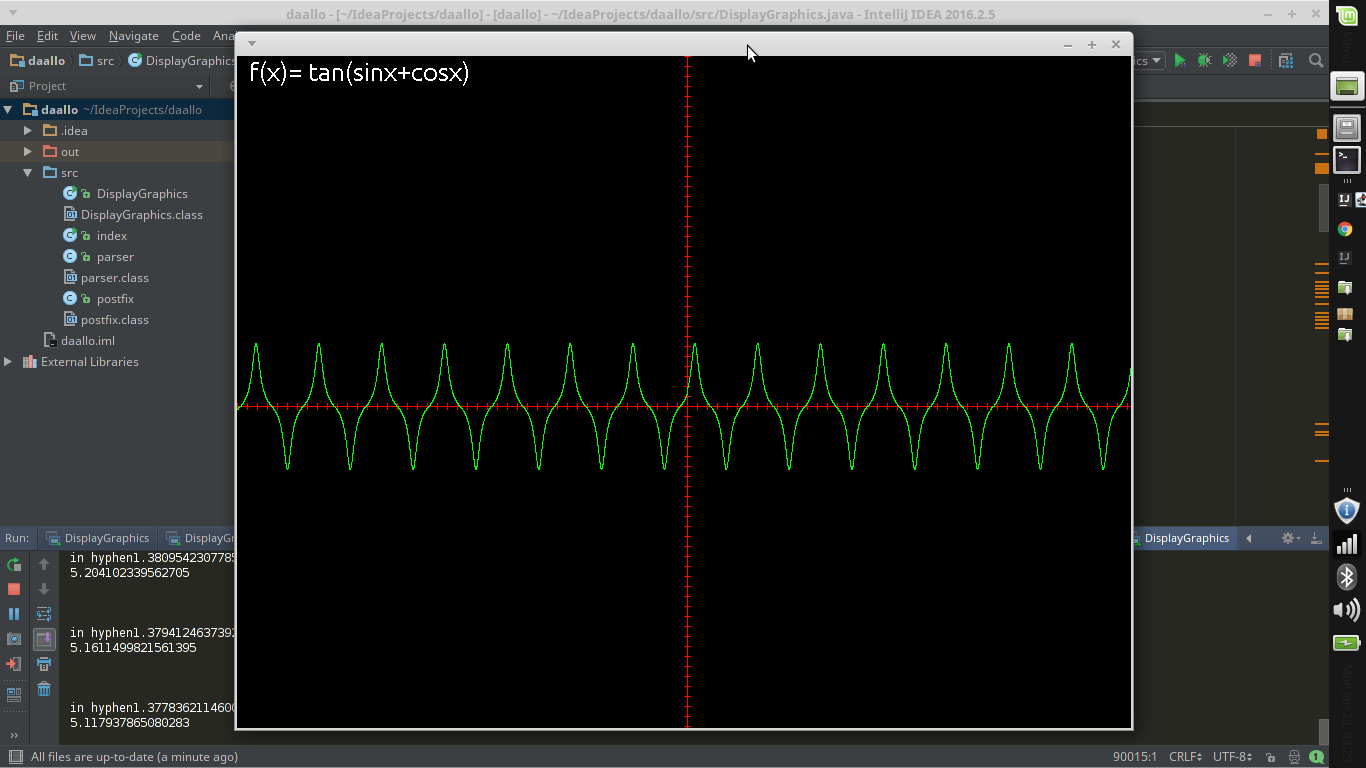 daallo - [~/IdeaProjects/daallo] - [daallo] - ~/IdeaProjects/daallo/src/DisplayGraphics.java - IntelliJ IDEA 2016.2.5
File Edit View Navigate Code Ana
daallo src DisplayGraphics
Project
f(x)= tan(sinx+cosx)
daallo ~/IdeaProjects/daallo
.idea
out
src
DisplayGraphics
DisplayGraphics.class
index
parser
parser.class
postfix
postfix.class
daallo.iml
External Libraries
Run: DisplayGraphics DisplayGr DisplayGraphics
in hyphen1.3809542307785
5.204102339562705
in hyphen1.3794124637392
5.1611499821561395
in hyphen1.3778362114600
5.117937865080283
All files are up-to-date (a minute ago) 90015:1 CRLF UTF-8 1
Menu